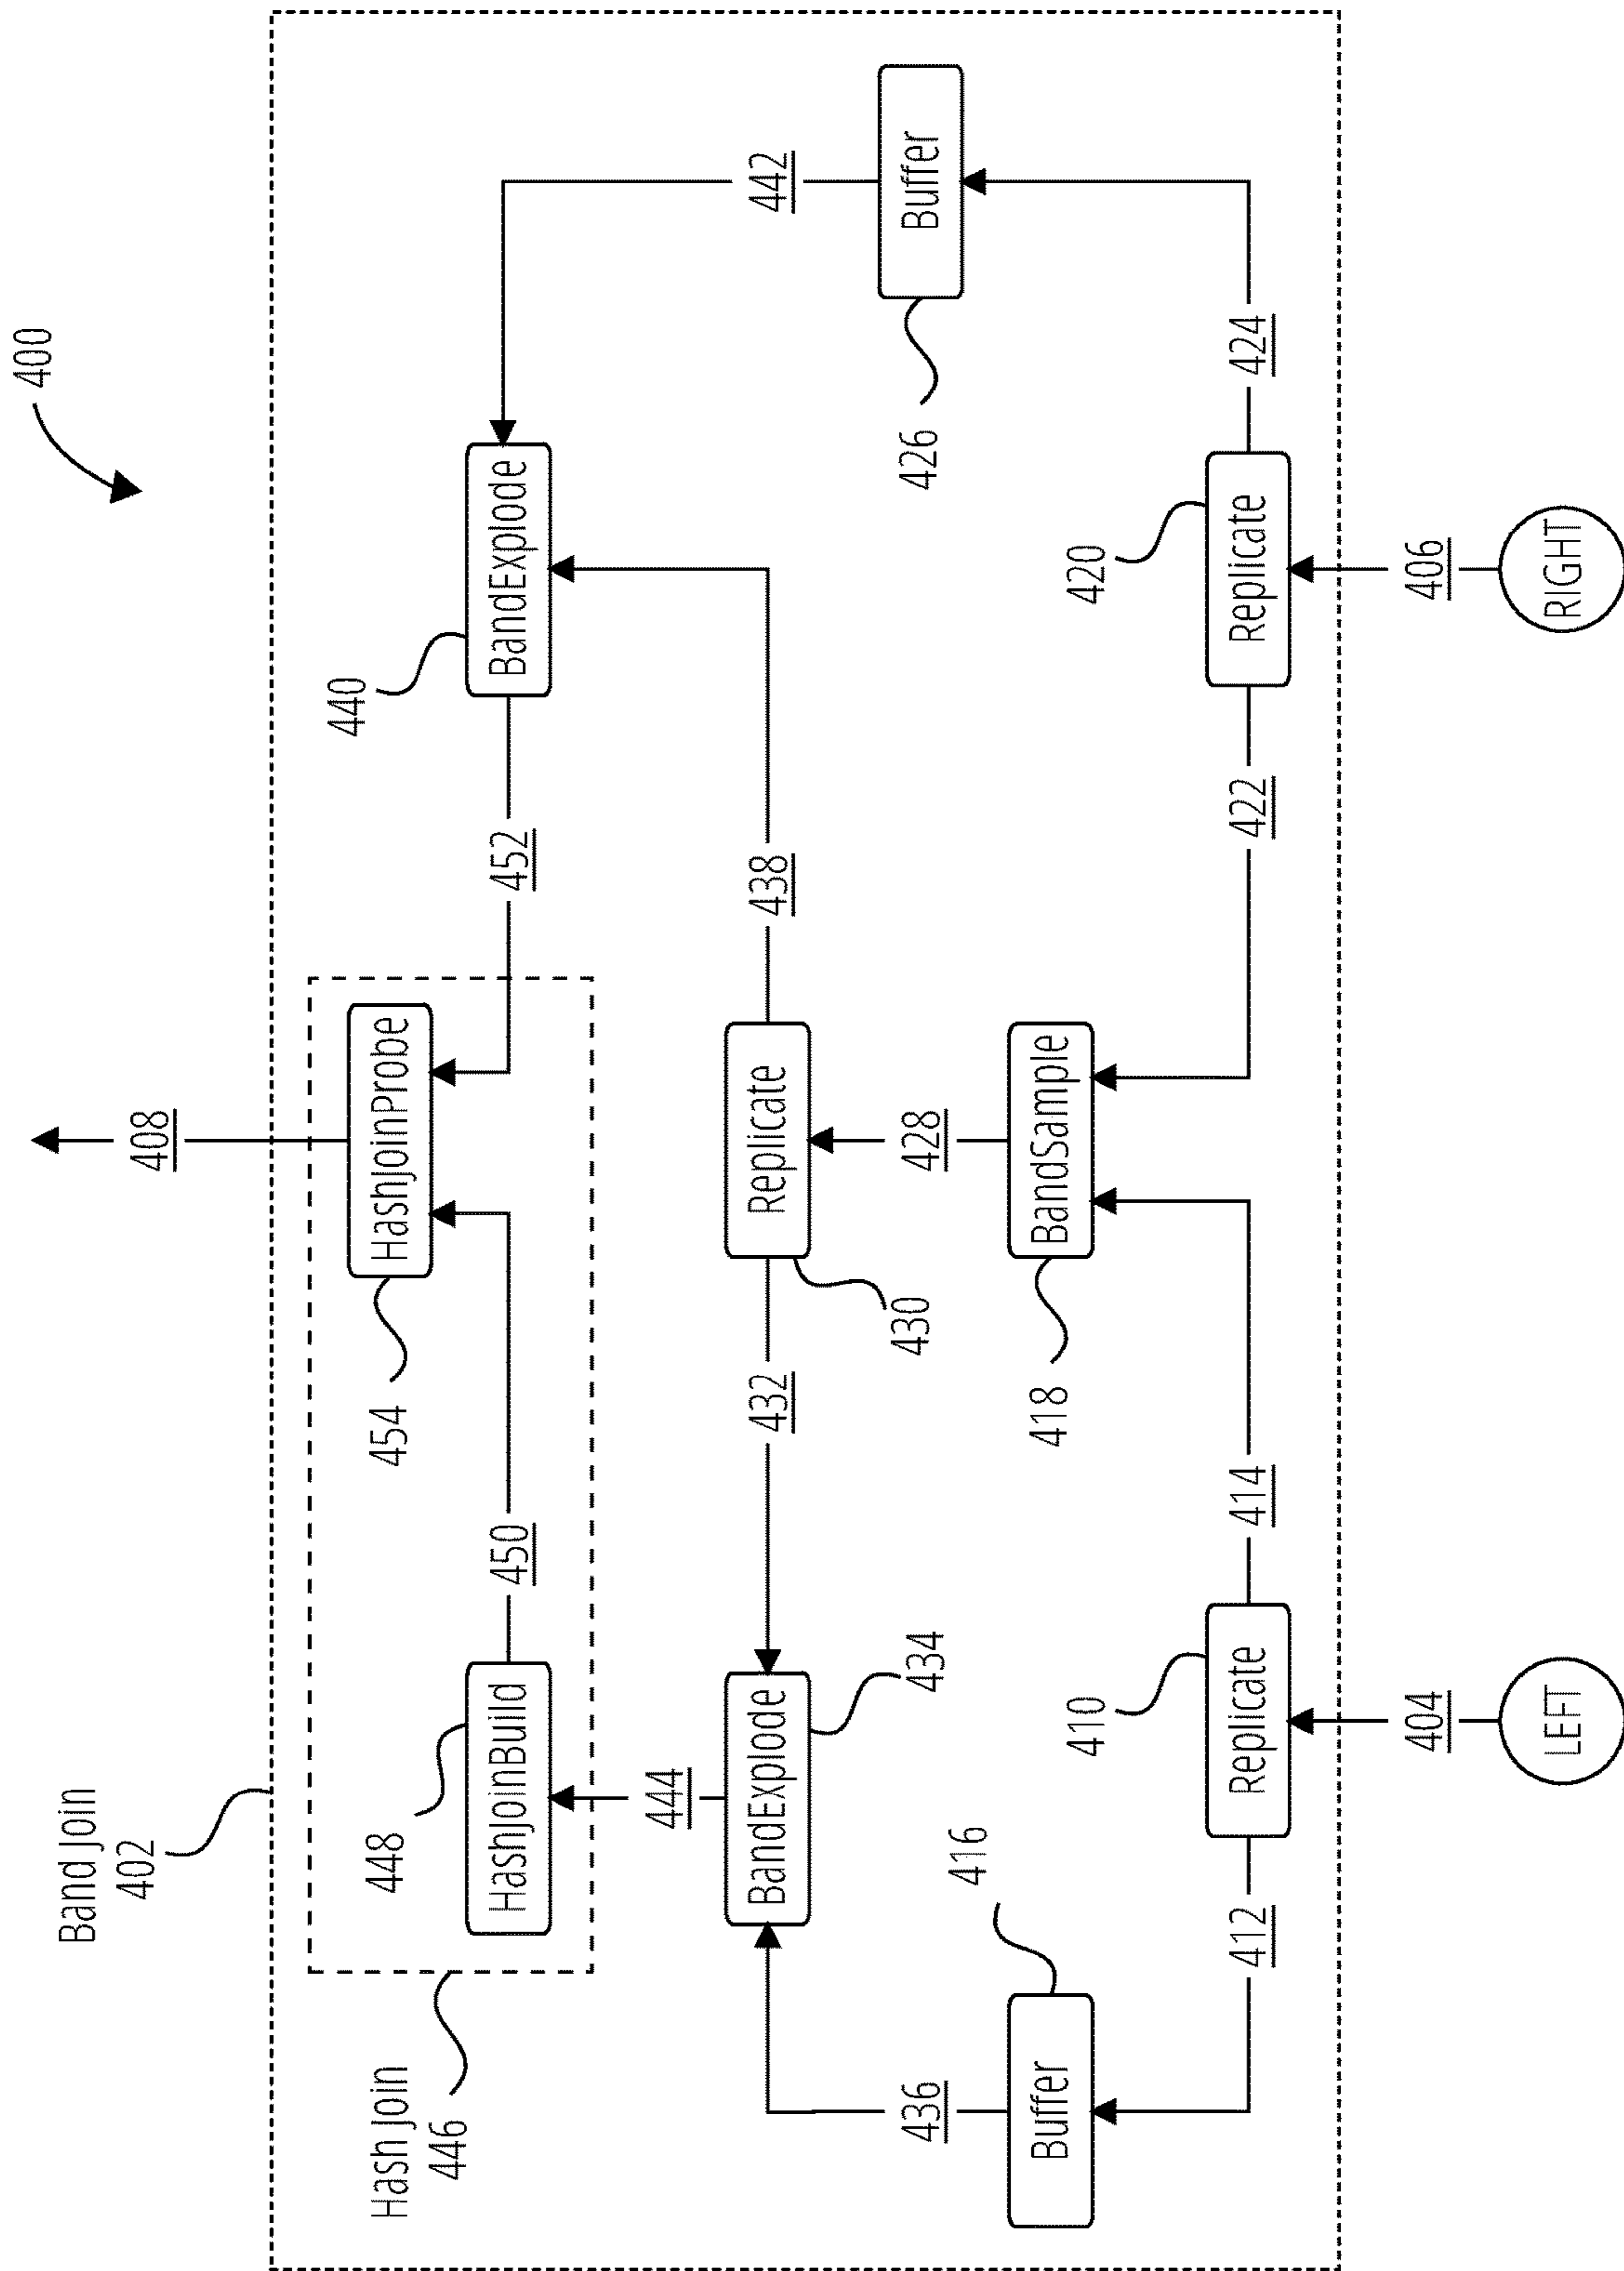 400
408
Band Join
402
Hash Join
446
448
HashJoinBuild
450
454
HashJoinProbe
452
440
BandExplode
442
444
BandExplode
434
432
Replicate
430
438
436
Buffer
416
428
BandSample
418
Buffer
426
412
410
Replicate
414
422
420
Replicate
424
404
406
LEFT
RIGHT